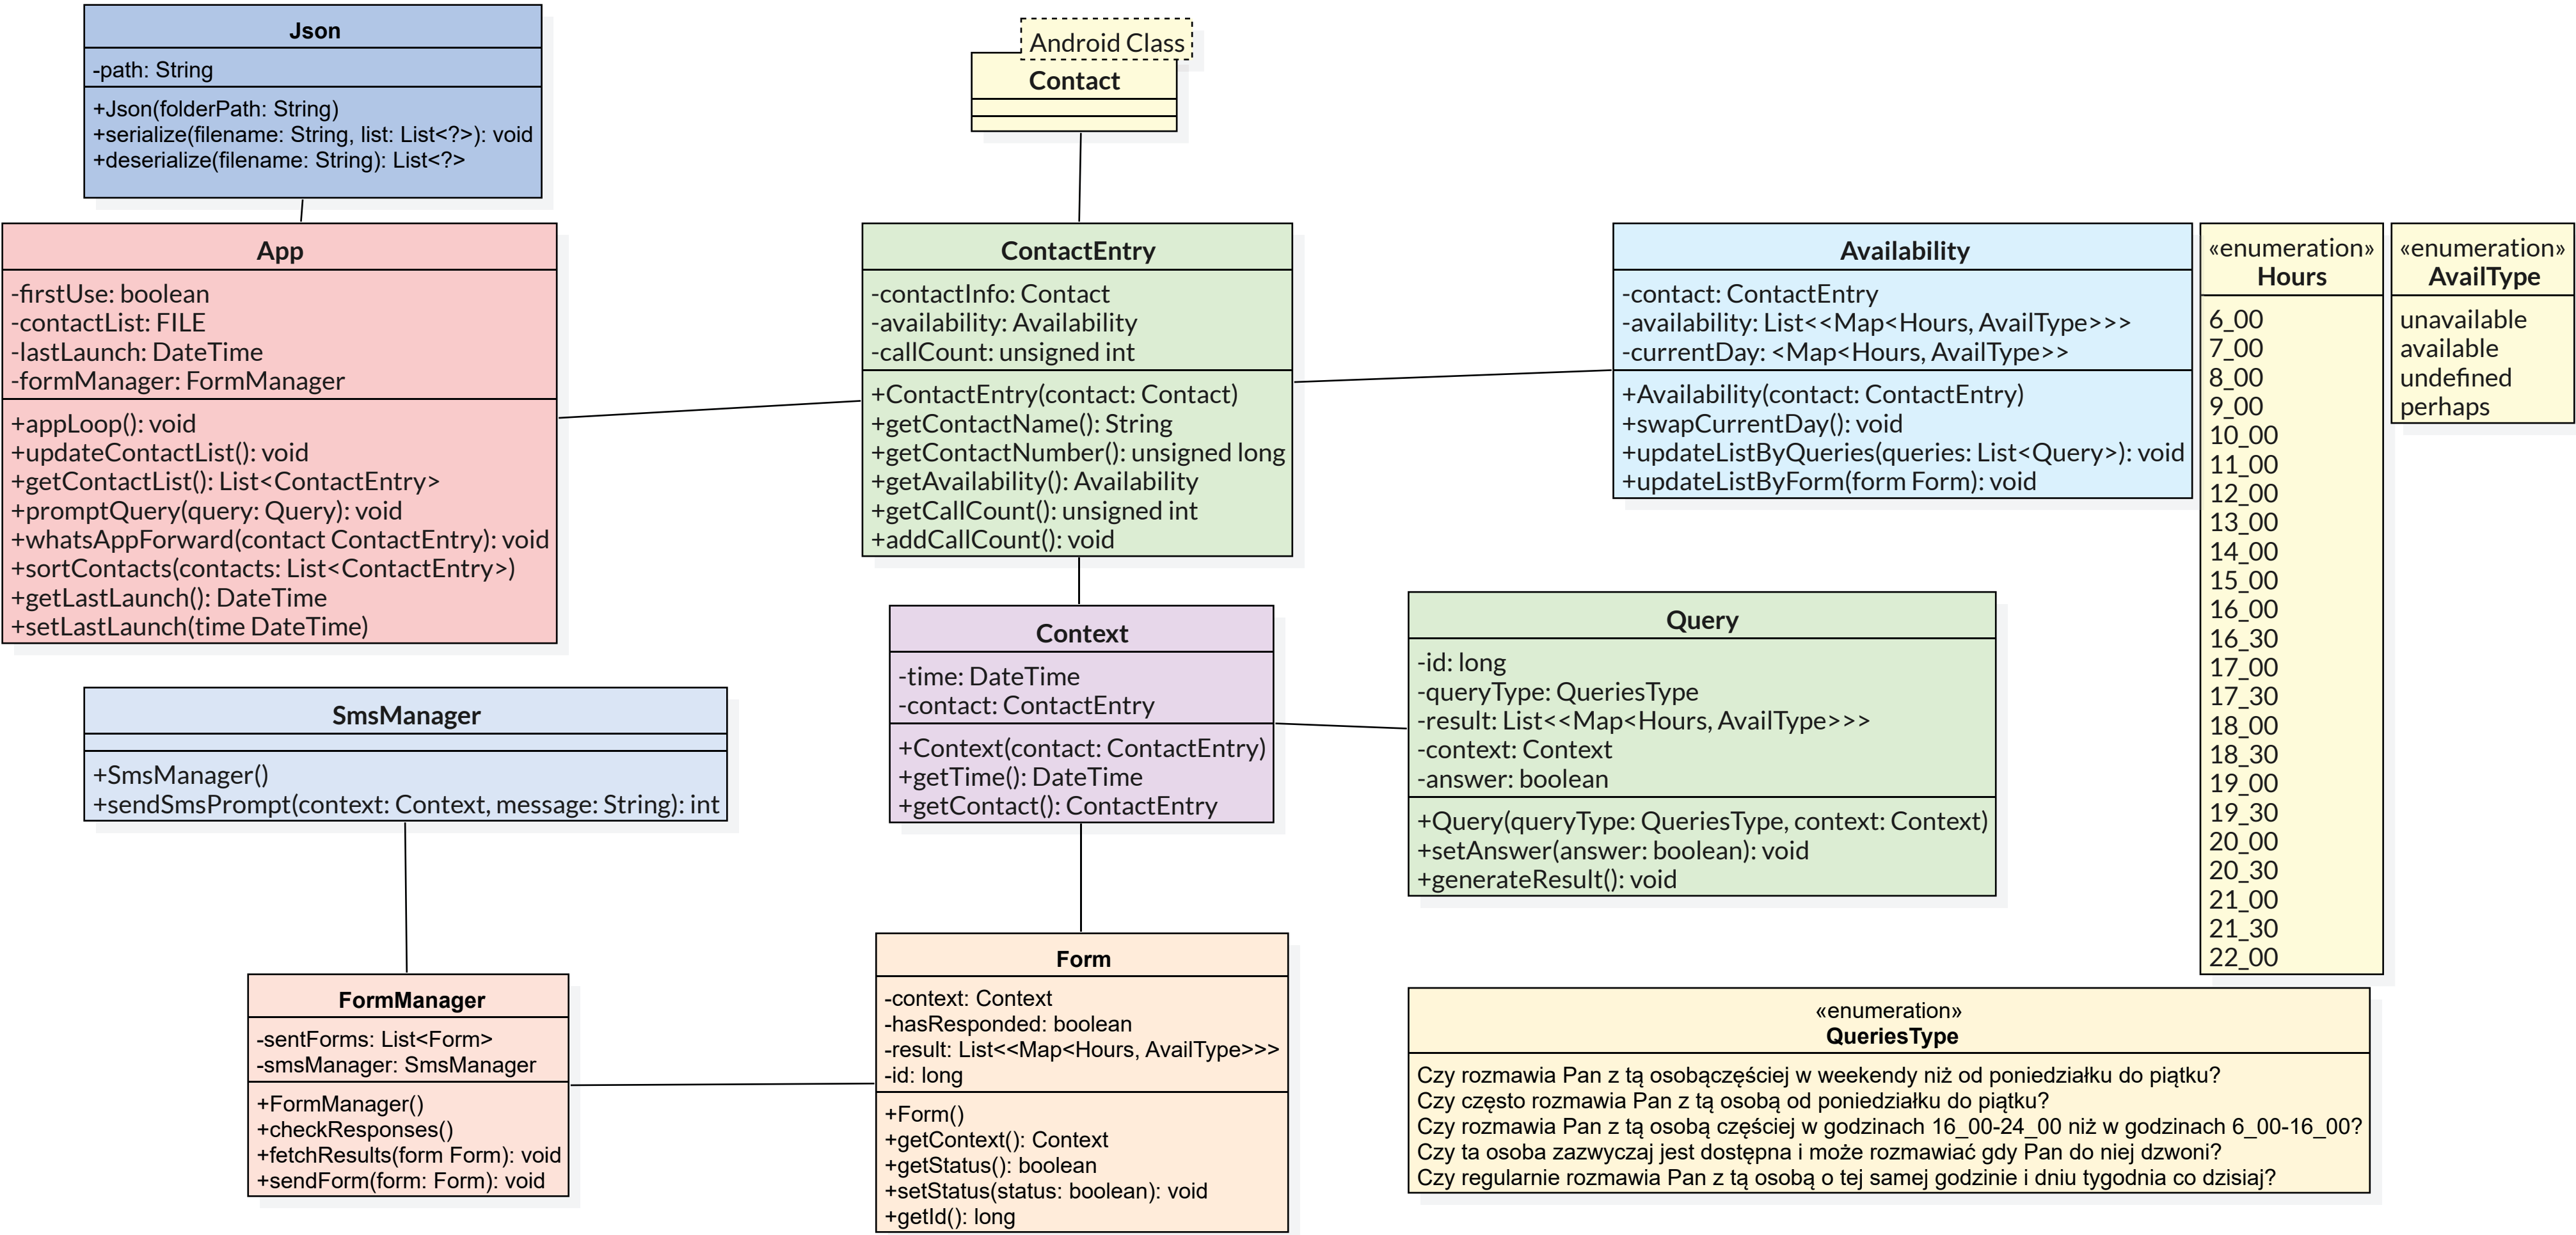 Json
-path: String
+Json(folderPath: String)
+serialize(filename: String, list: List<?>): void
+deserialize(filename: String): List<?>
Android Class
Contact
App
-firstUse: boolean
-contactList: FILE
-lastLaunch: DateTime
-formManager: FormManager
+appLoop(): void
+updateContactList(): void
+getContactList(): List<ContactEntry>
+promptQuery(query: Query): void
+whatsAppForward(contact ContactEntry): void
+sortContacts(contacts: List<ContactEntry>)
+getLastLaunch(): DateTime
+setLastLaunch(time DateTime)
ContactEntry
-contactInfo: Contact
-availability: Availability
-callCount: unsigned int
+ContactEntry(contact: Contact)
+getContactName(): String
+getContactNumber(): unsigned long
+getAvailability(): Availability
+getCallCount(): unsigned int
+addCallCount(): void
Availability
-contact: ContactEntry
-availability: List<<Map<Hours, AvailType>>>
-currentDay: <Map<Hours, AvailType>>
+Availability(contact: ContactEntry)
+swapCurrentDay(): void
+updateListByQueries(queries: List<Query>): void
+updateListByForm(form Form): void
«enumeration»
Hours
6_00
7_00
8_00
9_00
10_00
11_00
12_00
13_00
14_00
15_00
16_00
16_30
17_00
17_30
18_00
18_30
19_00
19_30
20_00
20_30
21_00
21_30
22_00
«enumeration»
AvailType
unavailable
available
undefined
perhaps
SmsManager
+SmsManager()
+sendSmsPrompt(context: Context, message: String): int
Context
-time: DateTime
-contact: ContactEntry
+Context(contact: ContactEntry)
+getTime(): DateTime
+getContact(): ContactEntry
Query
-id: long
-queryType: QueriesType
-result: List<<Map<Hours, AvailType>>>
-context: Context
-answer: boolean
+Query(queryType: QueriesType, context: Context)
+setAnswer(answer: boolean): void
+generateResult(): void
FormManager
-sentForms: List<Form>
-smsManager: SmsManager
+FormManager()
+checkResponses()
+fetchResults(form Form): void
+sendForm(form: Form): void
Form
-context: Context
-hasResponded: boolean
-result: List<<Map<Hours, AvailType>>>
-id: long
+Form()
+getContext(): Context
+getStatus(): boolean
+setStatus(status: boolean): void
+getId(): long
«enumeration»
QueriesType
Czy rozmawia Pan z tą osobączęściej w weekendy niż od poniedziałku do piątku?
Czy często rozmawia Pan z tą osobą od poniedziałku do piątku?
Czy rozmawia Pan z tą osobą częściej w godzinach 16_00-24_00 niż w godzinach 6_00-16_00?
Czy ta osoba zazwyczaj jest dostępna i może rozmawiać gdy Pan do niej dzwoni?
Czy regularnie rozmawia Pan z tą osobą o tej samej godzinie i dniu tygodnia co dzisiaj?